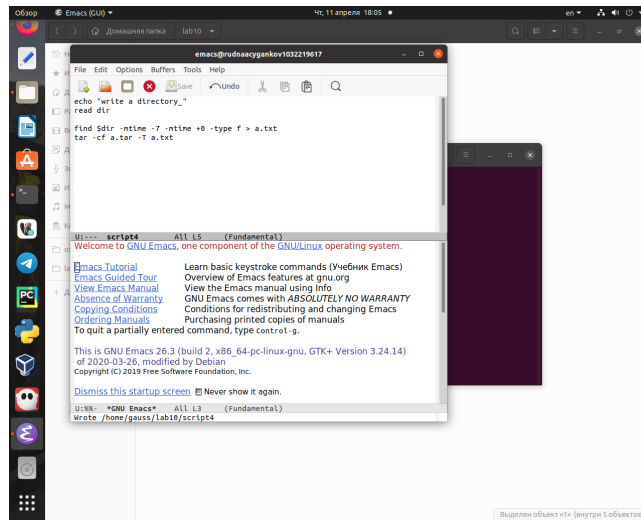 Обзор
Emacs (GUI)
Чт, 11 апреля 18:05
en
Домашняя папка
lab10
emacs@rudnaacygankov1032219617
File Edit Options Buffers Tools Help
Save
Undo
echo "write a directory_"
read dir
find $dir -mtime -7 -mtime +0 -type f > a.txt
tar -cf a.tar -T a.txt
U:--- script4 All L5 (Fundamental)
Welcome to GNU Emacs, one component of the GNU/Linux operating system.
Emacs Tutorial Learn basic keystroke commands (Учебник Emacs)
Emacs Guided Tour Overview of Emacs features at gnu.org
View Emacs Manual View the Emacs manual using Info
Absence of Warranty GNU Emacs comes with ABSOLUTELY NO WARRANTY
Copying Conditions Conditions for redistributing and changing Emacs
Ordering Manuals Purchasing printed copies of manuals
To quit a partially entered command, type Control-g.
This is GNU Emacs 26.3 (build 2, x86_64-pc-linux-gnu, GTK+ Version 3.24.14)
of 2020-03-26, modified by Debian
Copyright (C) 2019 Free Software Foundation, Inc.
Dismiss this startup screen Never show it again.
U:%%- *GNU Emacs* All L3 (Fundamental)
Wrote /home/gauss/lab10/script4
PC
Выделен объект «1» (внутри 5 объектов